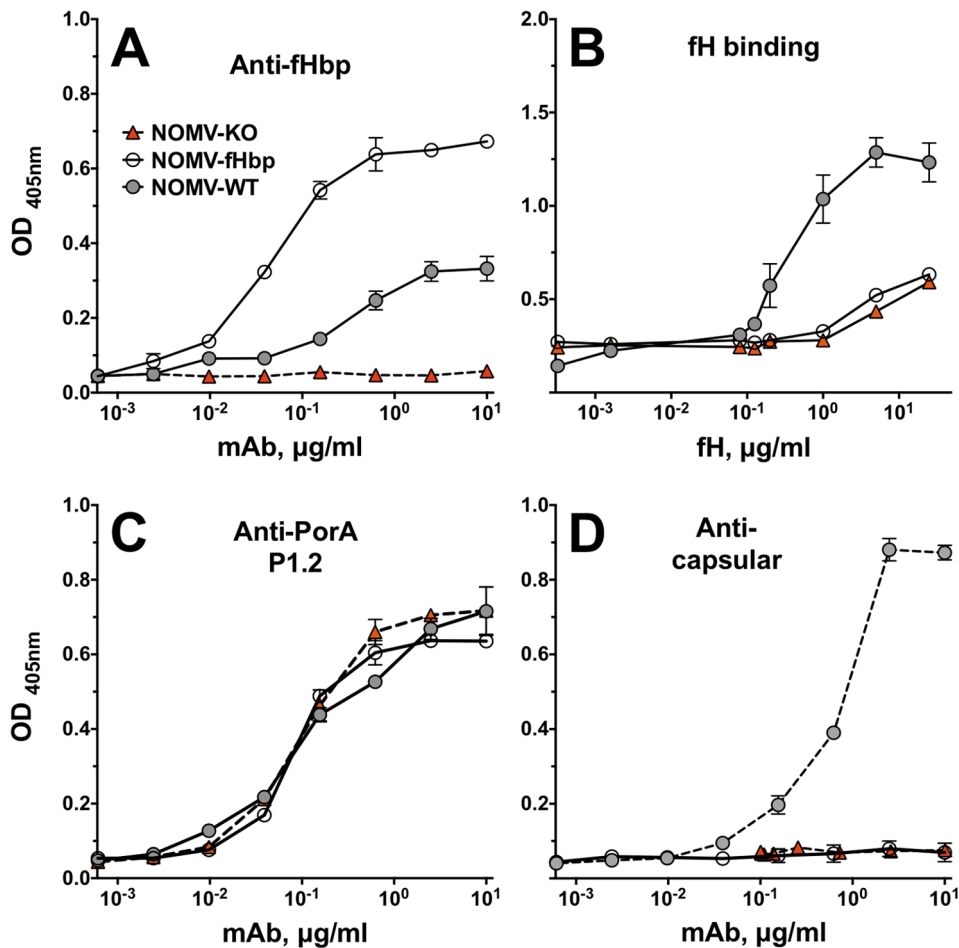 A
Anti-fHbp
NOMV-KO
NOMV-fHbp
NOMV-WT
OD 405nm
1.0
0.8
0.6
0.4
0.2
0.0
10-3
10-2
10-1
100
101
mAb, µg/ml
B
fH binding
2.0
1.5
1.0
0.5
10-3
10-2
10-1
100
101
fH, µg/ml
C
Anti-PorA
P1.2
OD 405nm
1.0
0.8
0.6
0.4
0.2
0.0
10-3
10-2
10-1
100
101
mAb, µg/ml
D
Anti-
capsular
1.0
0.8
0.6
0.4
0.2
0.0
10-3
10-2
10-1
100
101
mAb, µg/ml